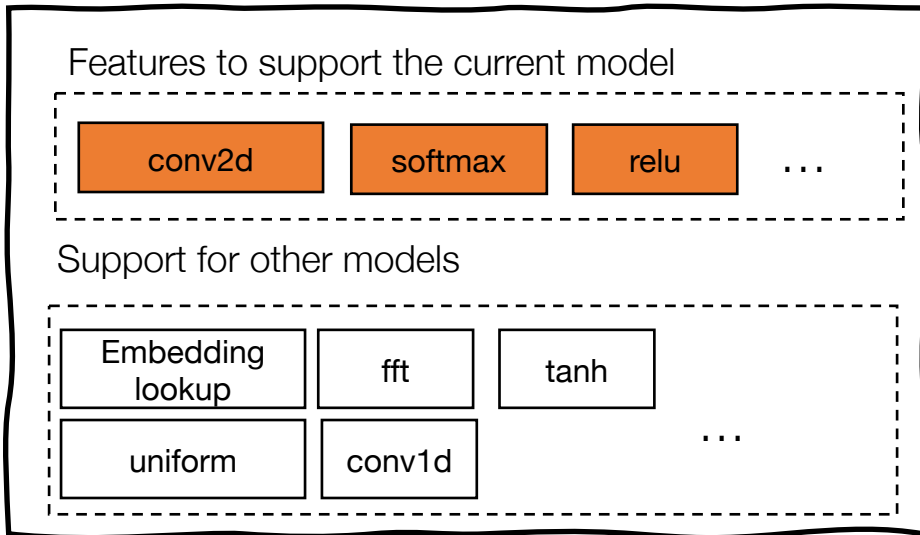 Features to support the current model
conv2d softmax relu ...
Support for other models
Embedding
lookup
fft tanh
uniform conv1d
...